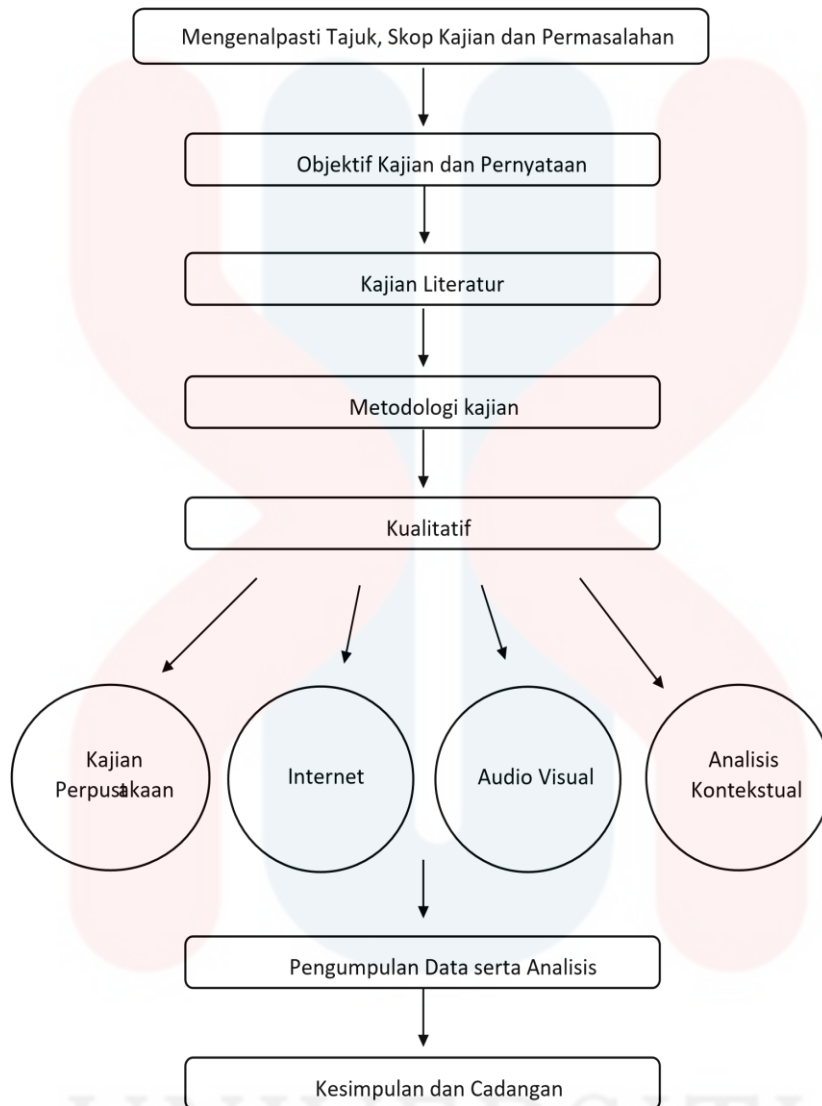 Mengenalpasti Tajuk, Skop Kajian dan Permasalahan
Objektif Kajian dan Pernyataan
Kajian Literatur
Metodologi kajian
Kualitatif
Kajian
Perpustakaan
Internet
Audio Visual
Analisis
Kontekstual
Pengumpulan Data serta Analisis
Kesimpulan dan Cadangan